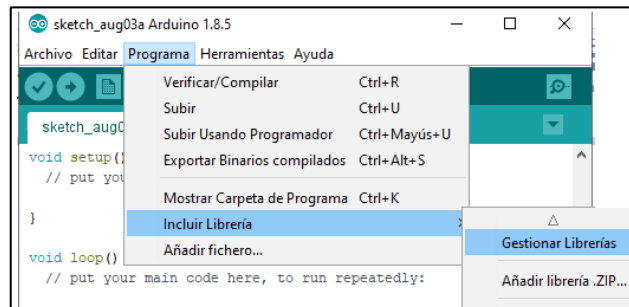 sketch_aug03a Arduino 1.8.5
Archivo Editar Programa Herramientas Ayuda
Verificar/Compilar Ctrl+R
Subir Ctrl+U
sketch_aug0
Subir Usando Programador Ctrl+Mayús+U
void setup()
Exportar Binarios compilados Ctrl+Alt+S
// put you
Mostrar Carpeta de Programa Ctrl+K
}
Incluir Librería
Gestionar Librerías
void loop()
Añadir fichero...
// put your main code here, to run repeatedly:
Añadir librería .ZIP...